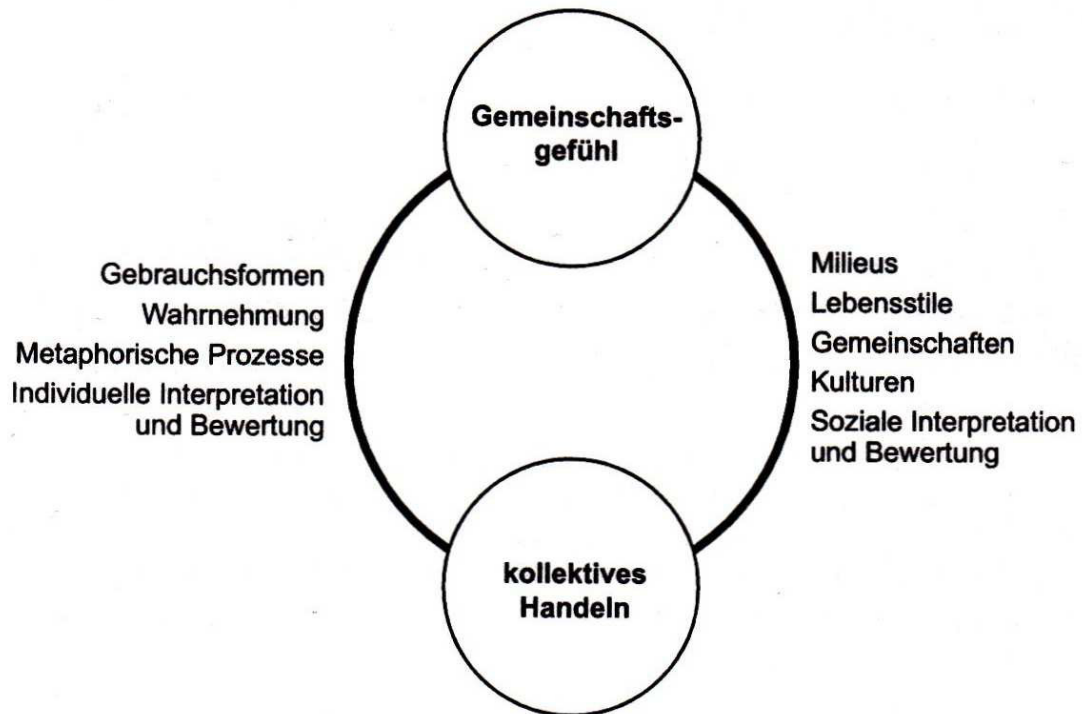 Gemeinschafts-
gefühl
Gebrauchsformen
Wahrnehmung
Metaphorische Prozesse
Individuelle Interpretation
und Bewertung
Milieus
Lebensstile
Gemeinschaften
Kulturen
Soziale Interpretation
und Bewertung
kollektives
Handeln